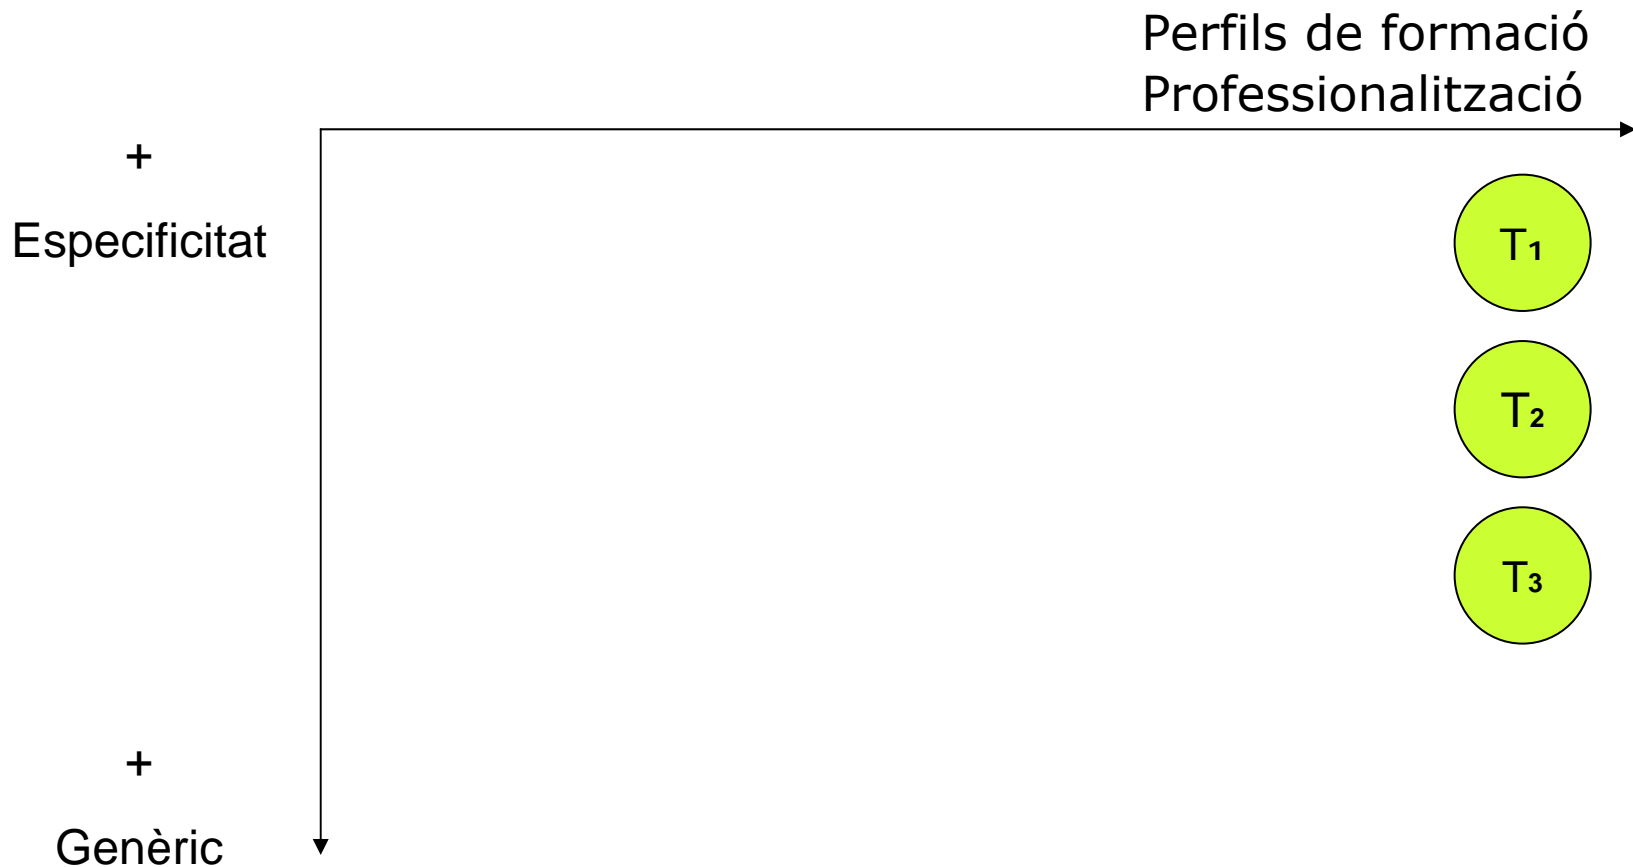 Perfils de formació
Professionalització
+
Especificitat
T1
T2
T3
+
Genèric